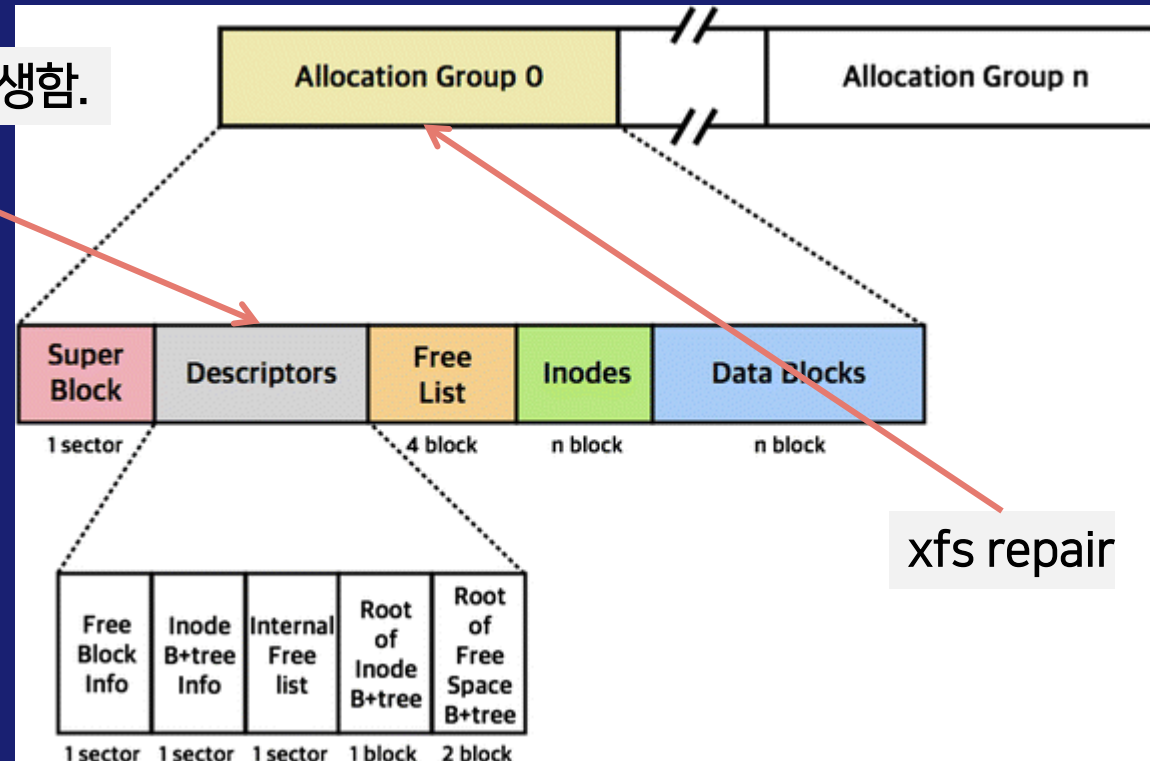 생함.
Allocation Group 0
Allocation Group n
Super
Block
Descriptors
Free
List
Inodes
Data Blocks
1 sector
4 block
n block
n block
xfs repair
Free
Block
Info
Inode
B+tree
Info
Internal
Free
list
Root
of
Inode
B+tree
Root
of
Free
Space
B+tree
1 sector
1 sector
1 sector
1 block
2 block